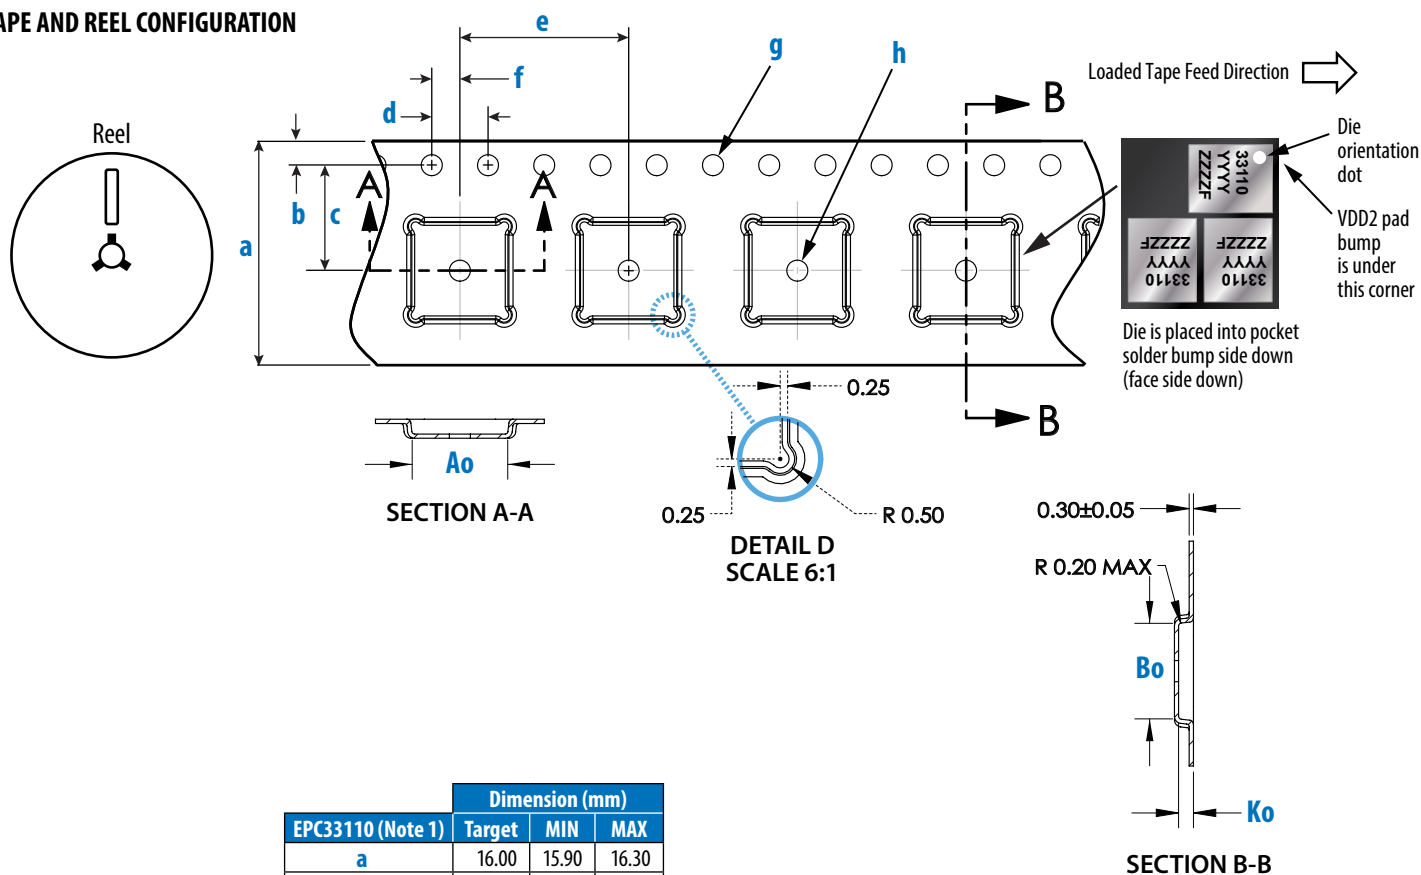 APE AND REEL CONFIGURATION
Reel
e
f
d
g
h
B
Loaded Tape Feed Direction
Die
orientation
dot
33110
YYYY
ZZZZF
VDD2 pad
bump
is under
this corner
33110
YYYY
ZZZZF
33110
YYYY
ZZZZF
Die is placed into pocket
solder bump side down
(face side down)
a
b
c
A
A
B
0.25
0.25
R 0.50
DETAIL D
SCALE 6:1
Ao
SECTION A-A
0.30±0.05
R 0.20 MAX
Bo
Ko
SECTION B-B
Dimension (mm)
EPC33110 (Note 1) Target MIN MAX
a 16.00 15.90 16.30